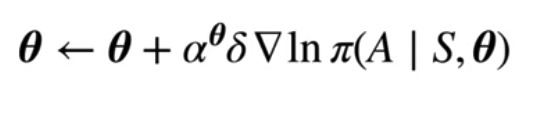 θ ← θ + α^θ δ ∇ ln π(A | S, θ)